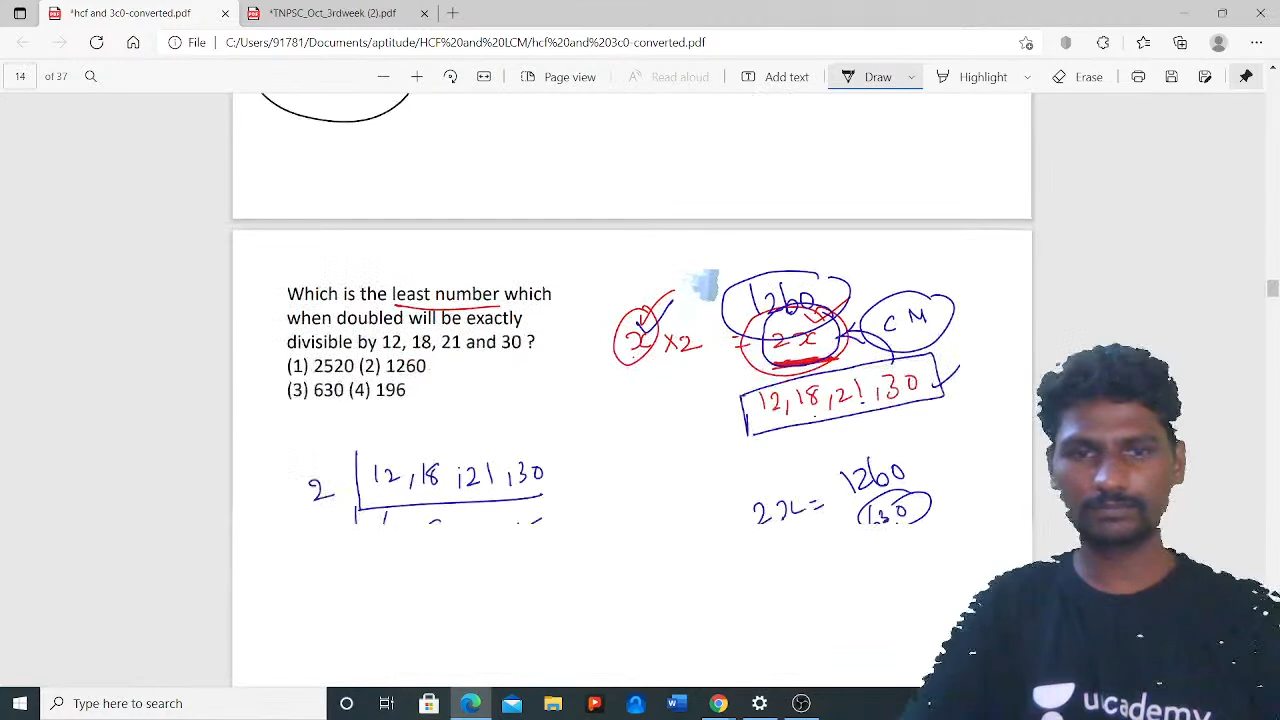 *hcf and 3c0-converted.pdf
*TNPSC_Oct_3rdweek (2).pdf
File
C:/Users/91781/Documents/aptitude/HCF%20and%20LCM/hcf%20and%203c0-converted.pdf
14 of 37
Page view
Read aloud
Add text
Draw
Highlight
Erase
Which is the least number which
when doubled will be exactly
divisible by 12, 18, 21 and 30 ?
(1) 2520 (2) 1260
(3) 630 (4) 196
1260
x × 2 = 2x
CM
12, 18, 21, 30
2 12, 18, 21, 30
1260
2x =
630
ucademy
Type here to search